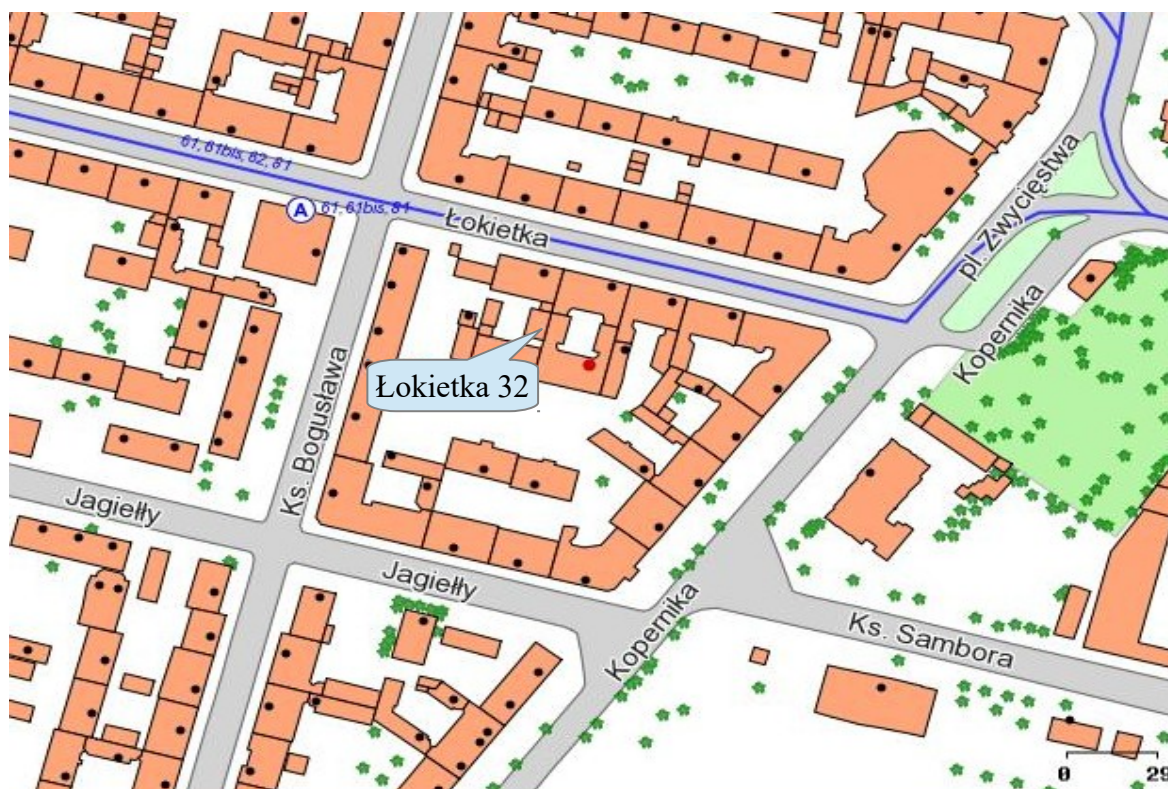 61, 61bis, 62, 81
A
61, 61bis, 81
Łokietka
pl. Zwycięstwa
Kopernika
Ks. Bogusława
Łokietka 32
Jagiełły
Jagiełły
Kopernika
Ks. Sambora
0
29